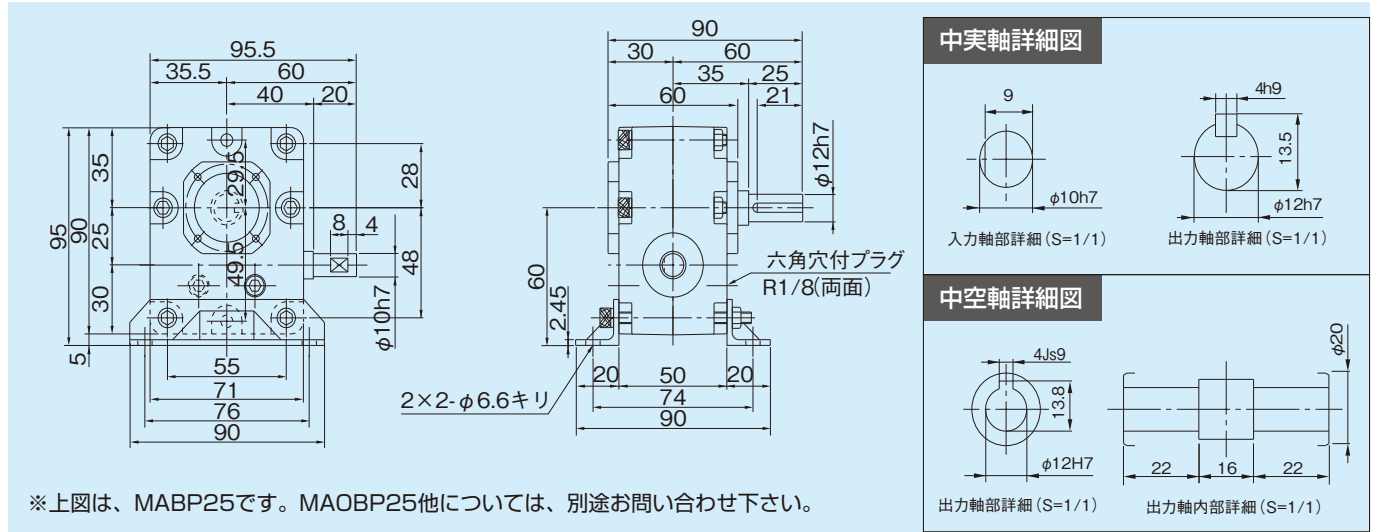 95.5
35.5 60
40 20
95
90
35
25
30
5
29.5
49.5
28
48
8 4
φ10h7
55
71
76
90
90
30 60
35 25
60 21
φ12h7
60
2.45
六角穴付プラグ
R1/8(両面)
20 50 20
74
90
2×2-φ6.6キリ
中実軸詳細図
9
φ10h7
入力軸部詳細(S=1/1)
4h9
13.5
φ12h7
出力軸部詳細(S=1/1)
中空軸詳細図
4Js9
13.8
φ12H7
出力軸部詳細(S=1/1)
φ20
22 16 22
出力軸内部詳細(S=1/1)
※上図は、MABP25です。MAOBP25他については、別途お問い合わせ下さい。